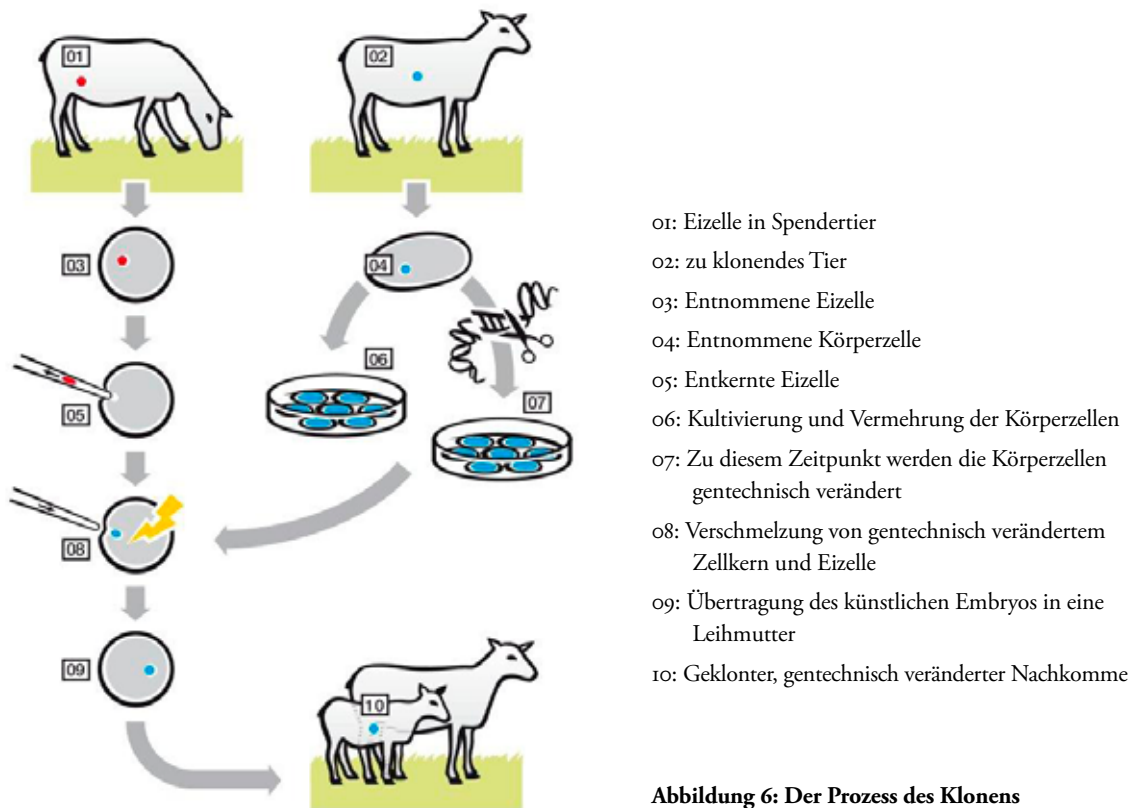 01
02
03
04
05
06
07
08
09
10
01: Eizelle in Spendertier
02: zu klonendes Tier
03: Entnommene Eizelle
04: Entnommene Körperzelle
05: Entkernte Eizelle
06: Kultivierung und Vermehrung der Körperzellen
07: Zu diesem Zeitpunkt werden die Körperzellen
gentechnisch verändert
08: Verschmelzung von gentechnisch verändertem
Zellkern und Eizelle
09: Übertragung des künstlichen Embryos in eine
Leihmutter
10: Geklonter, gentechnisch veränderter Nachkomme
Abbildung 6: Der Prozess des Klonens